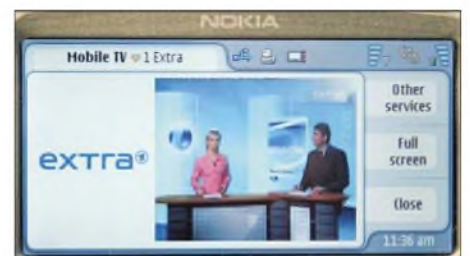 NOKIA
Mobile TV 1 Extra
Other
services
Full
screen
Close
11:36 am
extra